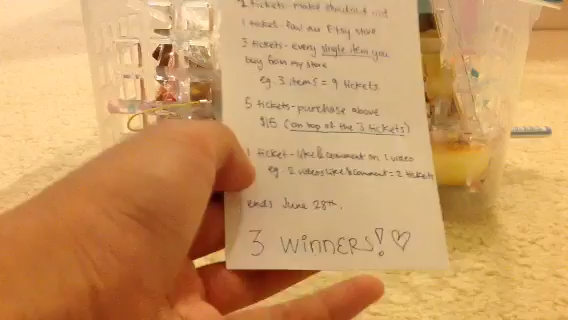 2 tickets - make shoutout vid
1 ticket - fav our Etsy store
3 tickets - every single item you
buy from my store
eg. 3 items = 9 tickets
5 tickets - purchase above
$15 (on top of the 3 tickets)
1 ticket - like & comment on 1 video
eg. 2 videos like & comment = 2 tickets
ends June 28th.
3 WINNERS! ♡